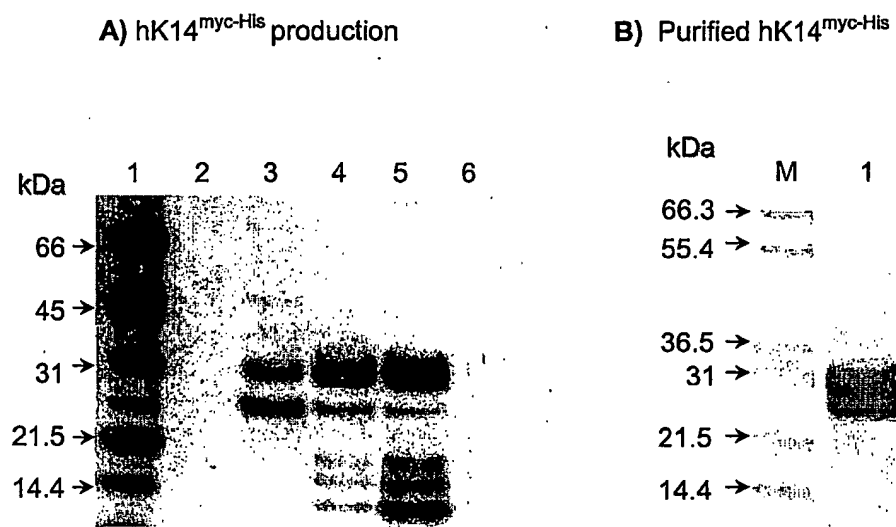 A) hK14myc-His production
B) Purified hK14myc-His
kDa 1 2 3 4 5 6
66
45
31
21.5
14.4
kDa M 1
66.3
55.4
36.5
31
21.5
14.4